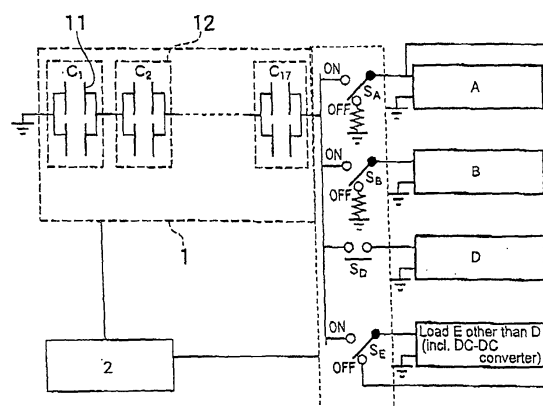 11
12
C1
C2
C17
ON
SA
OFF
A
ON
SB
OFF
B
SD
D
1
2
ON
SE
OFF
Load E other than D
(incl. DC-DC
converter)